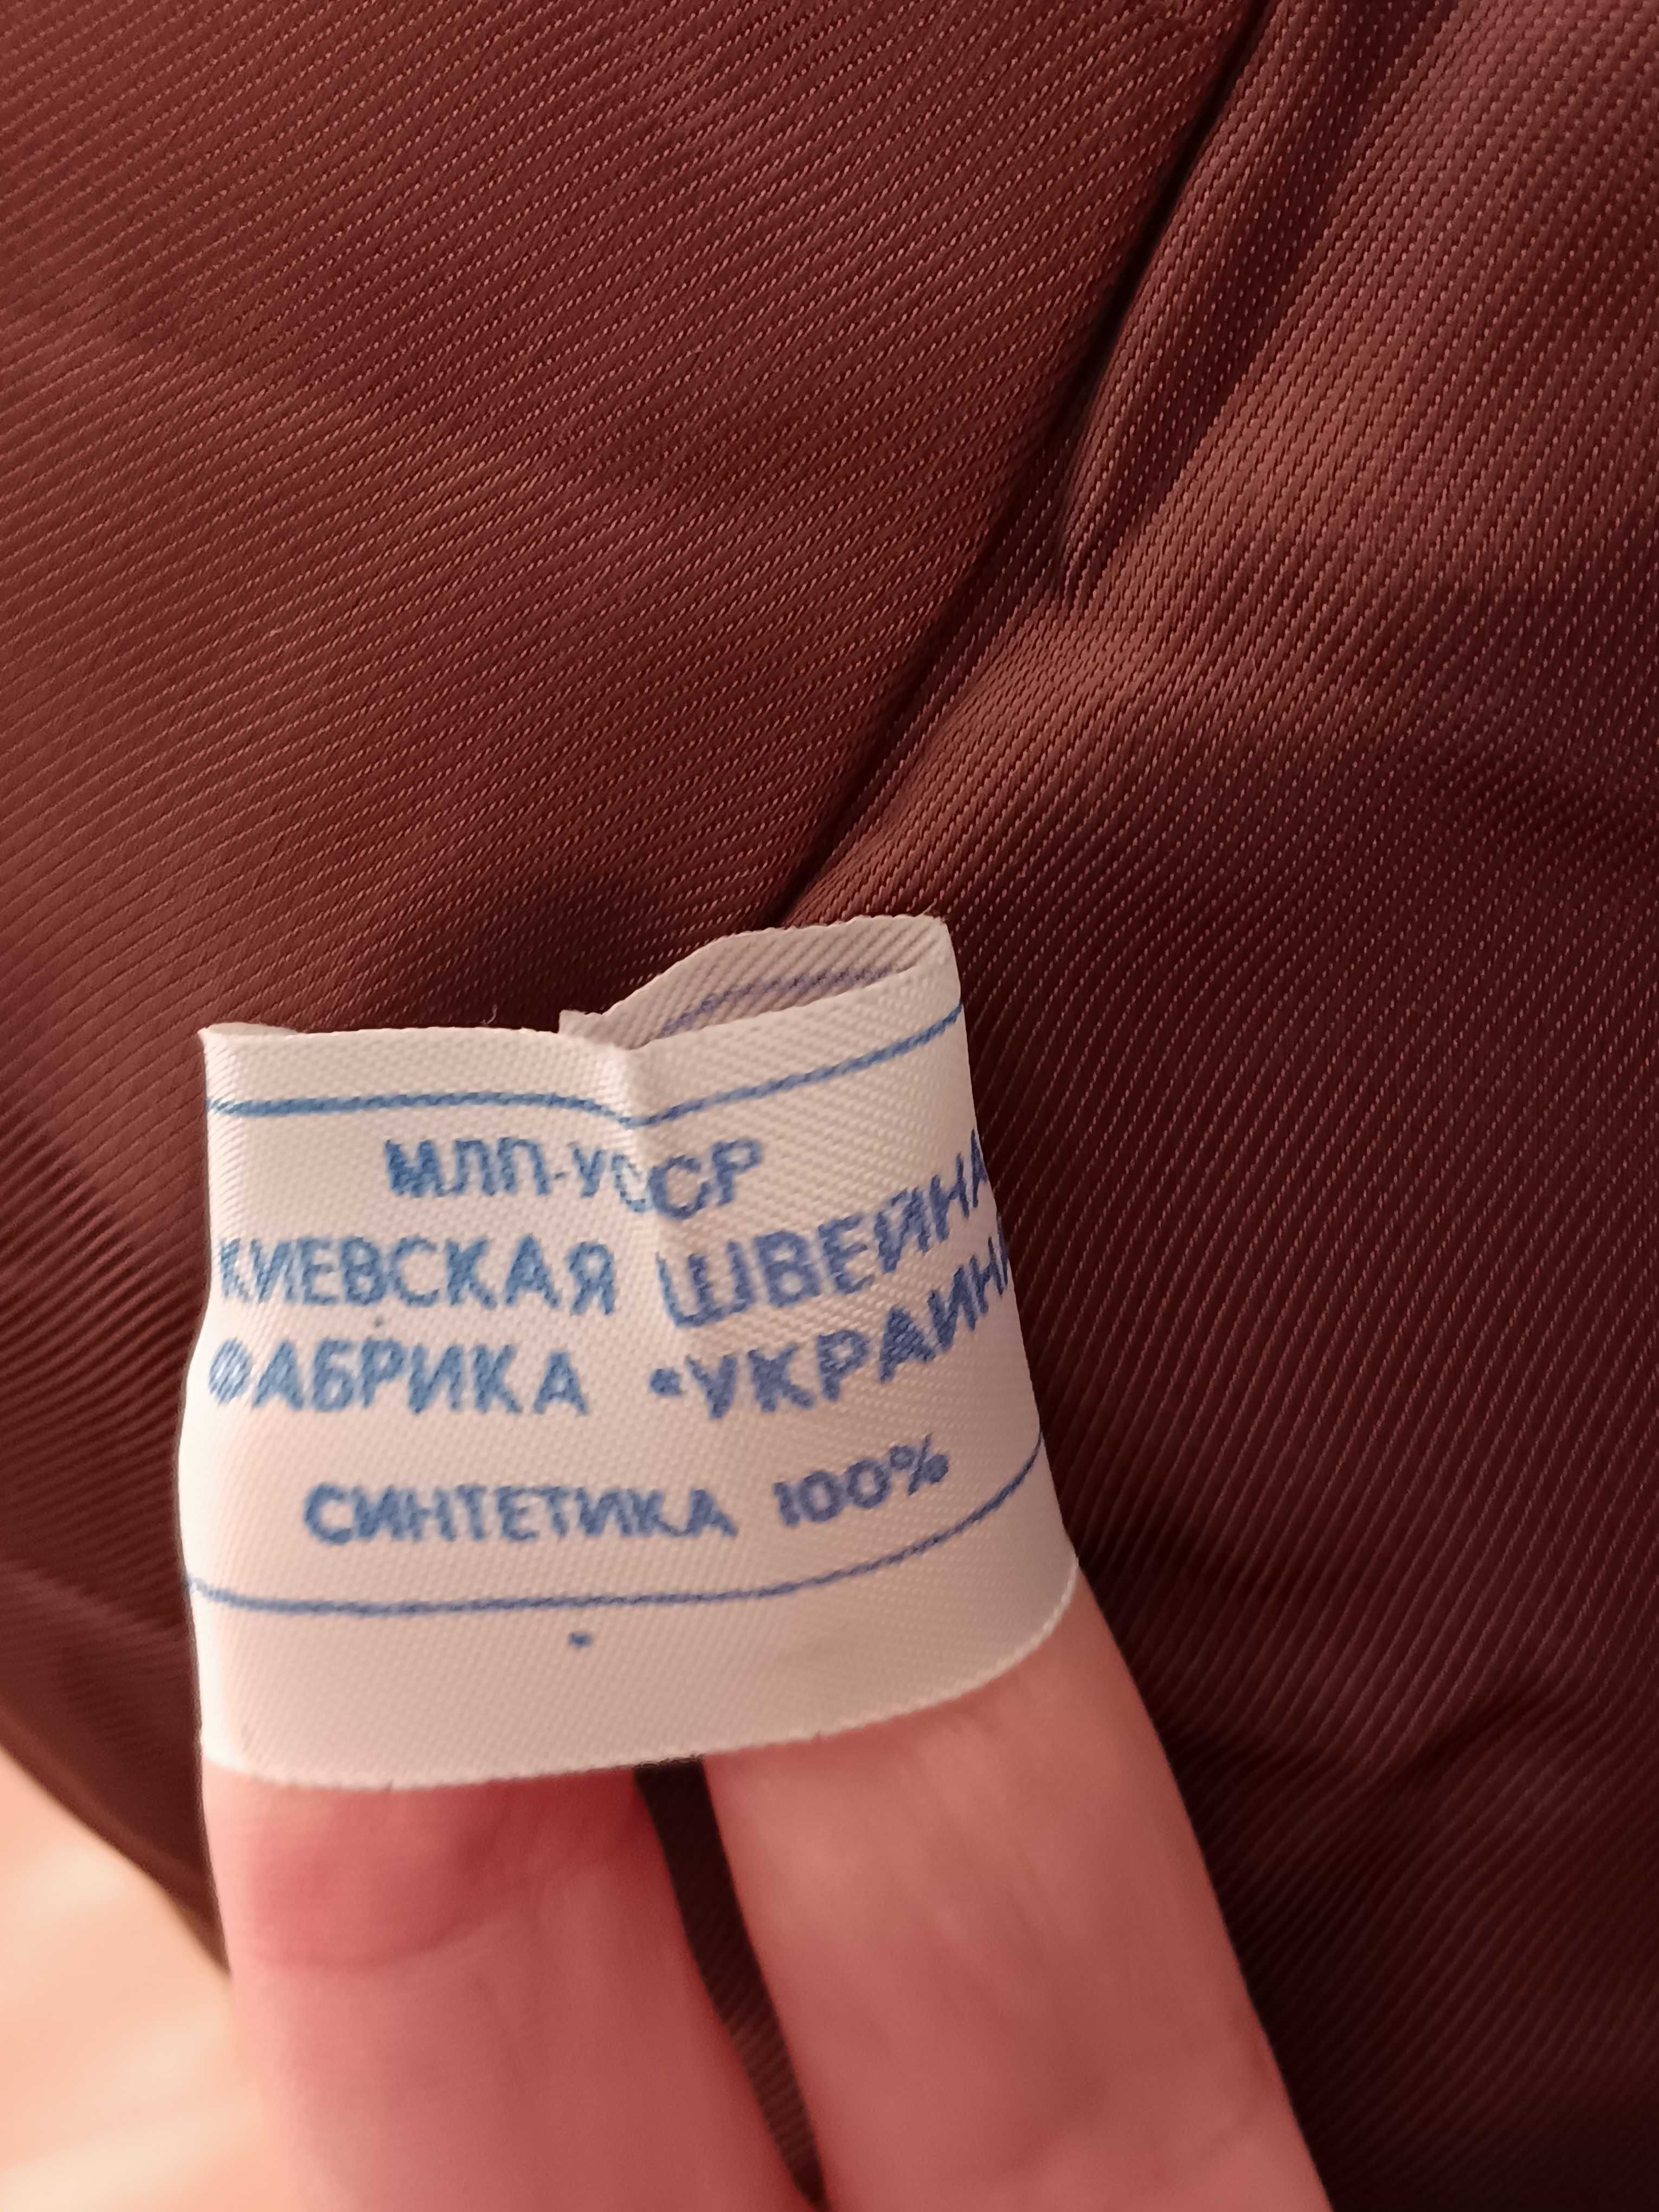 МЛП-УССР
КИЕВСКАЯ ШВЕЙНА
ФАБРИКА «УКРАИН
СИНТЕТИКА 100%